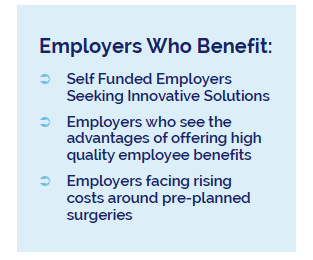 Employers Who Benefit:
Self Funded Employers
Seeking Innovative Solutions
Employers who see the
advantages of offering high
quality employee benefits
Employers facing rising
costs around pre-planned
surgeries